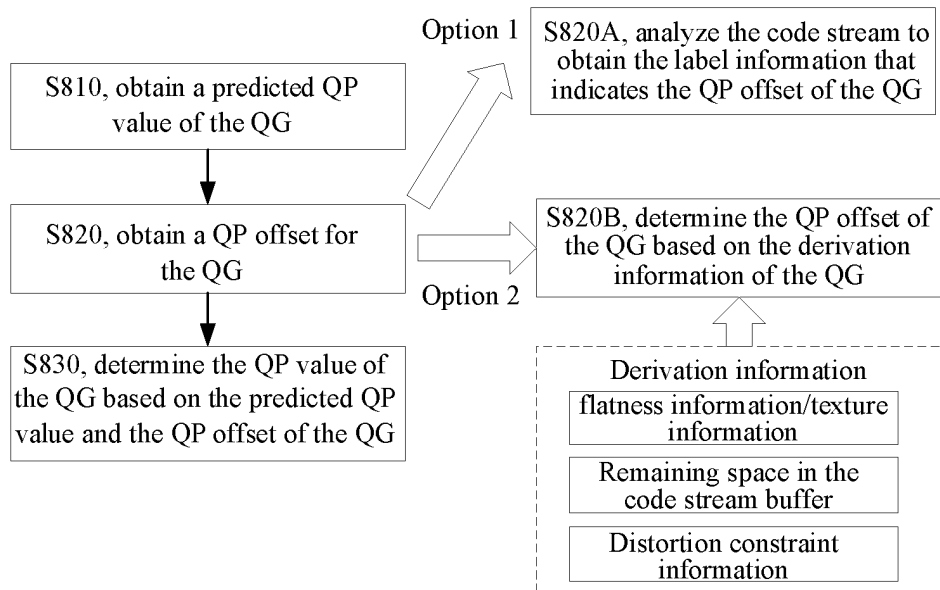 S810, obtain a predicted QP
value of the QG
S820, obtain a QP offset for
the QG
S830, determine the QP value of
the QG based on the predicted QP
value and the QP offset of the QG
Option 1
S820A, analyze the code stream to
obtain the label information that
indicates the QP offset of the QG
Option 2
S820B, determine the QP offset of
the QG based on the derivation
information of the QG
Derivation information
flatness information/texture
information
Remaining space in the
code stream buffer
Distortion constraint
information